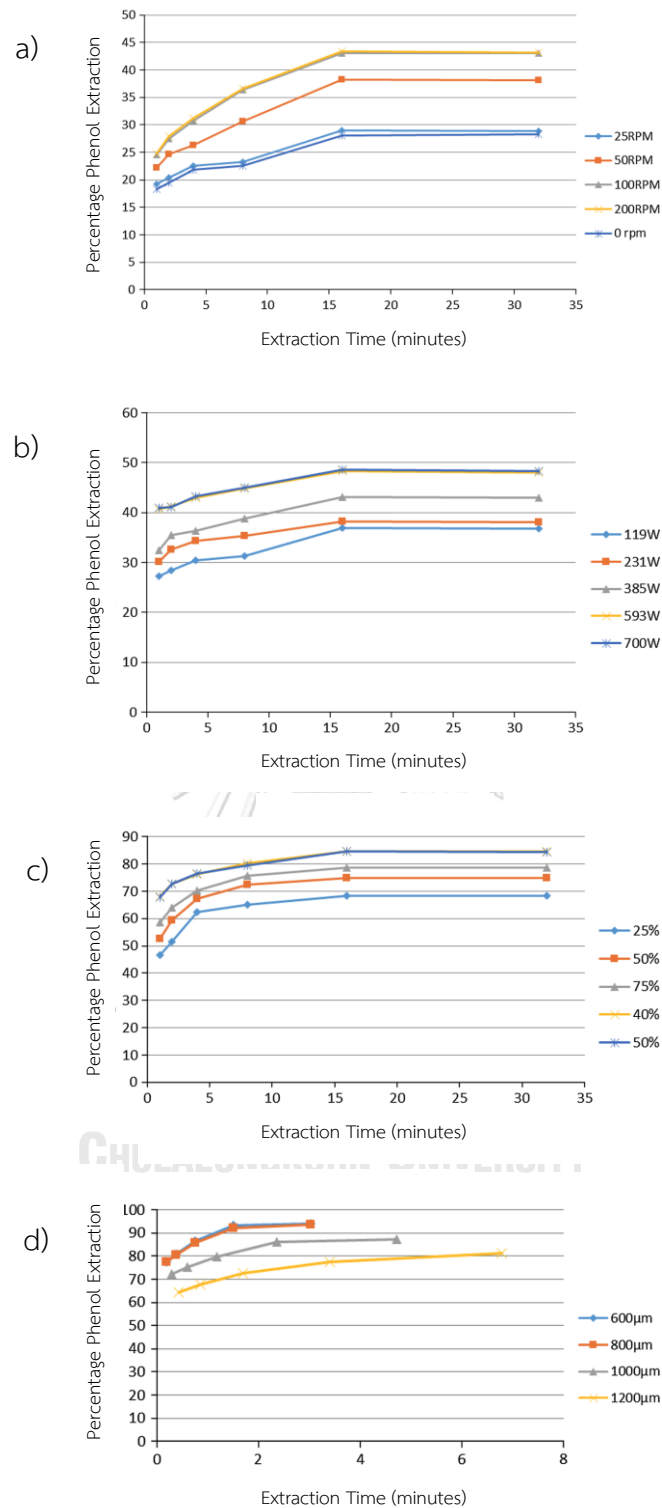 a)
50
45
40
35
30
25
20
15
10
5
0
Percentage Phenol Extraction
25RPM
50RPM
100RPM
200RPM
0 rpm
0 5 10 15 20 25 30 35
Extraction Time (minutes)
b)
60
50
40
30
20
10
0
Percentage Phenol Extraction
119W
231W
385W
593W
700W
0 5 10 15 20 25 30 35
Extraction Time (minutes)
c)
90
80
70
60
50
40
30
20
10
0
Percentage Phenol Extraction
25%
50%
75%
40%
50%
0 5 10 15 20 25 30 35
Extraction Time (minutes)
CHULALONGKORN UNIVERSITY
d)
100
90
80
70
60
50
40
30
20
10
0
Percentage Phenol Extraction
600μm
800μm
1000μm
1200μm
0 2 4 6 8
Extraction Time (minutes)